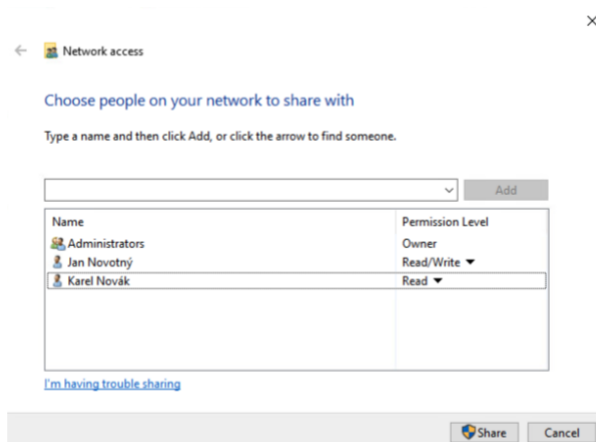 Network access
Choose people on your network to share with
Type a name and then click Add, or click the arrow to find someone.
Add
Name Permission Level
Administrators Owner
Jan Novotný Read/Write
Karel Novák Read
I'm having trouble sharing
Share Cancel